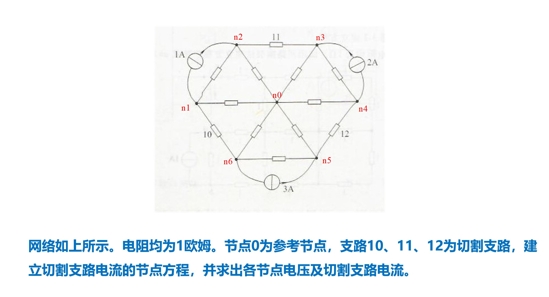 n2
11
n3
1A
2A
n0
n1
n4
10
12
n6
n5
3A
网络如上所示。电阻均为1欧姆。节点0为参考节点，支路10、11、12为切割支路，建
立切割支路电流的节点方程，并求出各节点电压及切割支路电流。